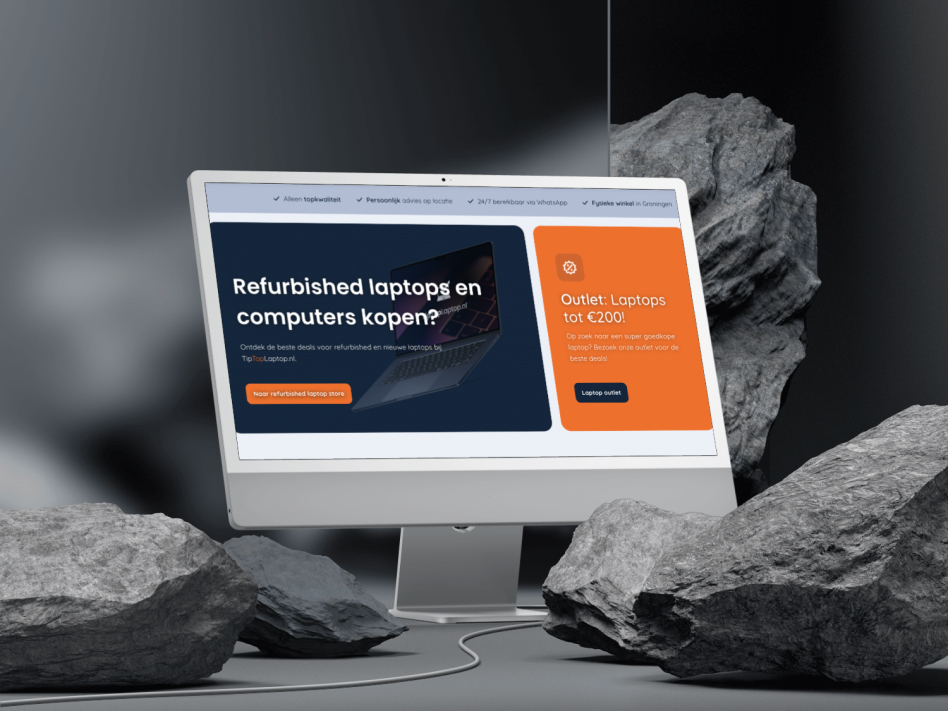 Alleen topkwaliteit
Persoonlijk advies op locatie
24/7 bereikbaar via WhatsApp
Fysieke winkel in Groningen
Refurbished laptops en
computers kopen?
Ontdek de beste deals voor refurbished en nieuwe laptops bij
TipTopLaptop.nl.
Naar refurbished laptop store
Outlet: Laptops
tot €200!
Op zoek naar een super goedkope
laptop? Bezoek onze outlet voor de
beste deals!
Laptop outlet